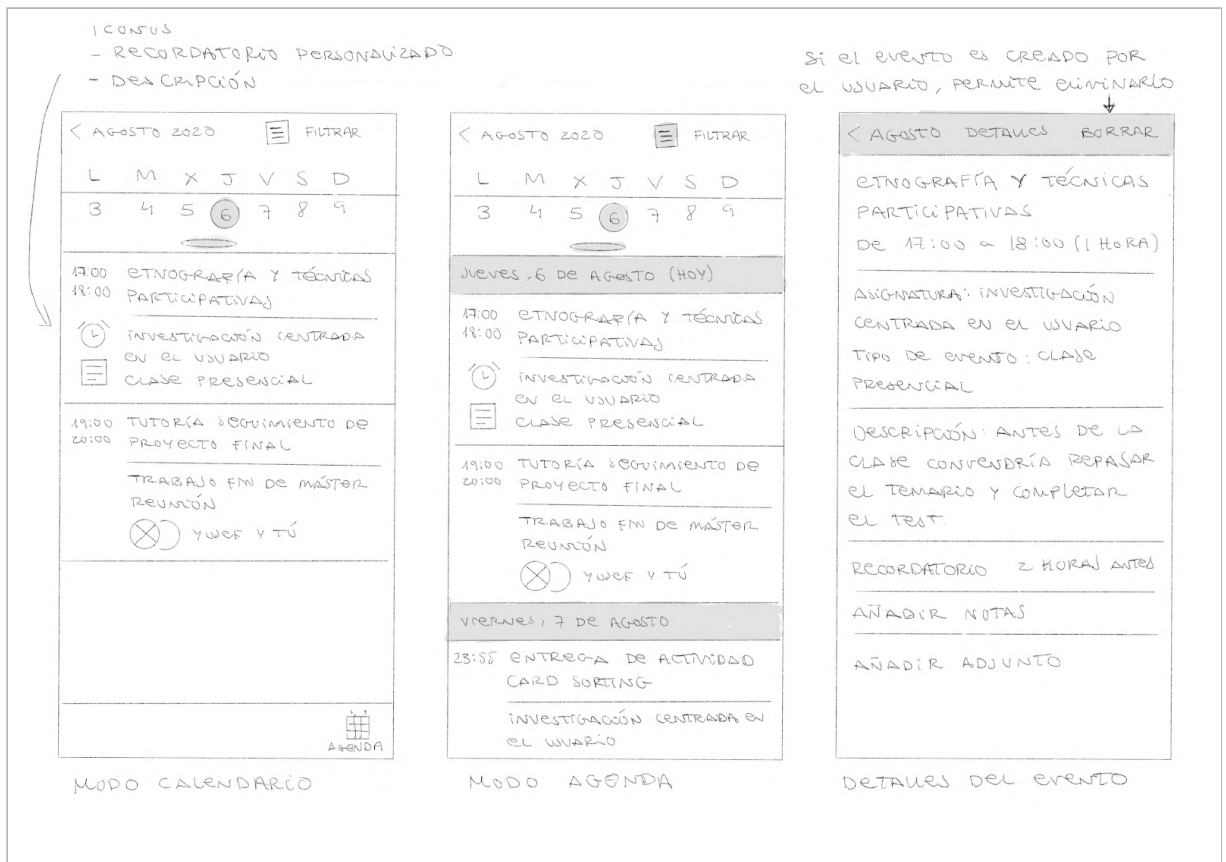 ICONOS
- RECORDATORIO PERSONALIZADO
- DESCRIPCIÓN
Si el evento es CREADO POR
el USUARIO, PERMITE ELIMINARLO
< AGOSTO 2020 FILTRAR
L M X J V S D
3 4 5 6 7 8 9
17:00 ETNOGRAFÍA Y TÉCNICAS
18:00 PARTICIPATIVAS
INVESTIGACIÓN CENTRADA
EN EL USUARIO
CLASE PRESENCIAL
19:00 TUTORÍA SEGUIMIENTO DE
20:00 PROYECTO FINAL
TRABAJO FIN DE MÁSTER
REUNIÓN
YUSEF Y TÚ
AGENDA
MODO CALENDARIO
< AGOSTO 2020 FILTRAR
L M X J V S D
3 4 5 6 7 8 9
JUEVES, 6 DE AGOSTO (HOY)
17:00 ETNOGRAFÍA Y TÉCNICAS
18:00 PARTICIPATIVAS
INVESTIGACIÓN CENTRADA
EN EL USUARIO
CLASE PRESENCIAL
19:00 TUTORÍA SEGUIMIENTO DE
20:00 PROYECTO FINAL
TRABAJO FIN DE MÁSTER
REUNIÓN
YUSEF Y TÚ
VIERNES, 7 DE AGOSTO
23:55 ENTREGA DE ACTIVIDAD
CARD SORTING
INVESTIGACIÓN CENTRADA EN
EL USUARIO
MODO AGENDA
< AGOSTO DETALLES BORRAR
ETNOGRAFÍA Y TÉCNICAS
PARTICIPATIVAS
DE 17:00 a 18:00 (1 HORA)
ASIGNATURA: INVESTIGACIÓN
CENTRADA EN EL USUARIO
TIPO DE EVENTO: CLASE
PRESENCIAL
DESCRIPCIÓN: ANTES DE LA
CLASE CONVENDRÍA REPASAR
EL TEMARIO Y COMPLETAR
EL TEST.
RECORDATORIO 2 HORAS ANTES
AÑADIR NOTAS
AÑADIR ADJUNTO
DETALLES DEL EVENTO